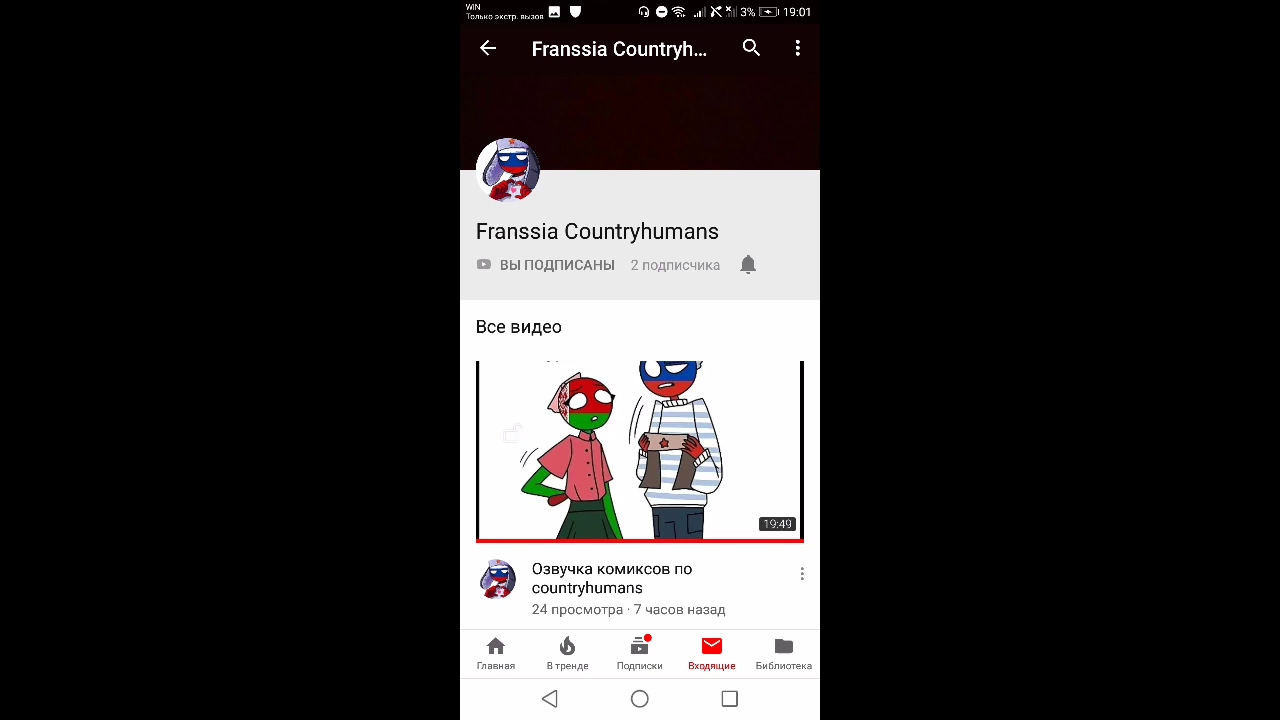 WIN
Только экстр. вызов
3% 19:01
Franssia Countryh...
Franssia Countryhumans
ВЫ ПОДПИСАНЫ 2 подписчика
Все видео
19:49
Озвучка комиксов по
countryhumans
24 просмотра · 7 часов назад
Главная В тренде Подписки Входящие Библиотека